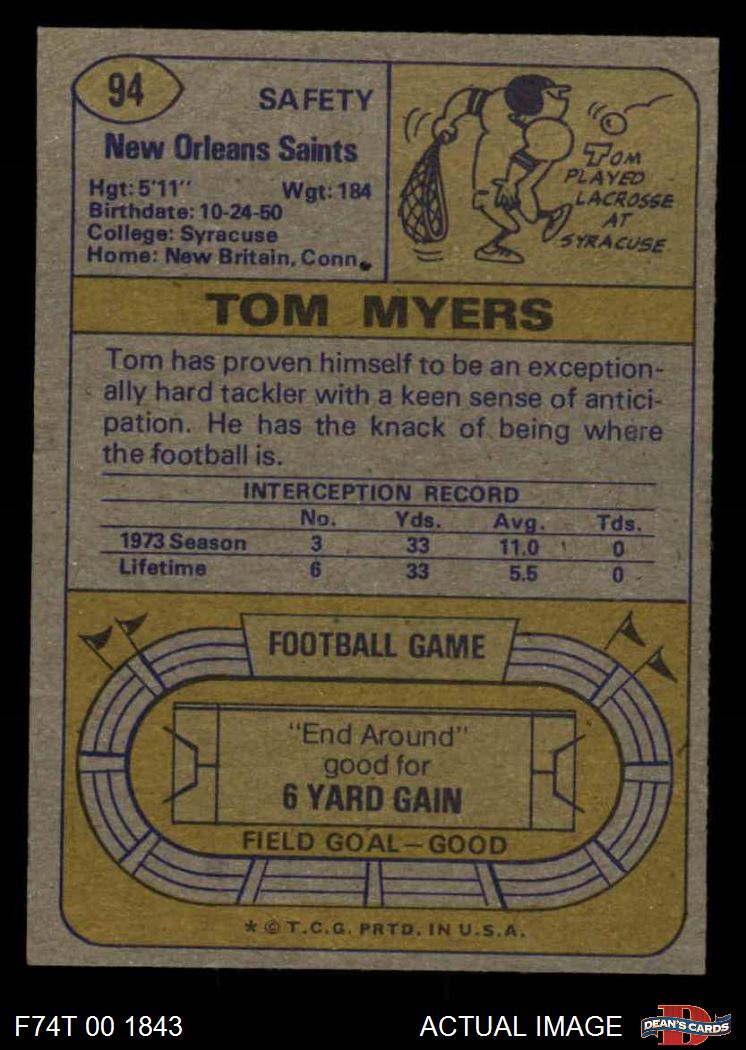 94
SAFETY
New Orleans Saints
Hgt: 5'11" Wgt: 184
Birthdate: 10-24-50
College: Syracuse
Home: New Britain, Conn.
TOM
PLAYED
LACROSSE
AT
SYRACUSE
TOM MYERS
Tom has proven himself to be an exception-
ally hard tackler with a keen sense of antici-
pation. He has the knack of being where
the football is.
INTERCEPTION RECORD
No. Yds. Avg. Tds.
1973 Season 3 33 11.0 0
Lifetime 6 33 5.5 0
FOOTBALL GAME
"End Around"
good for
6 YARD GAIN
FIELD GOAL—GOOD
* © T.C.G. PRTD. IN U.S.A.
F74T 00 1843 ACTUAL IMAGE
D
DEAN'S CARDS